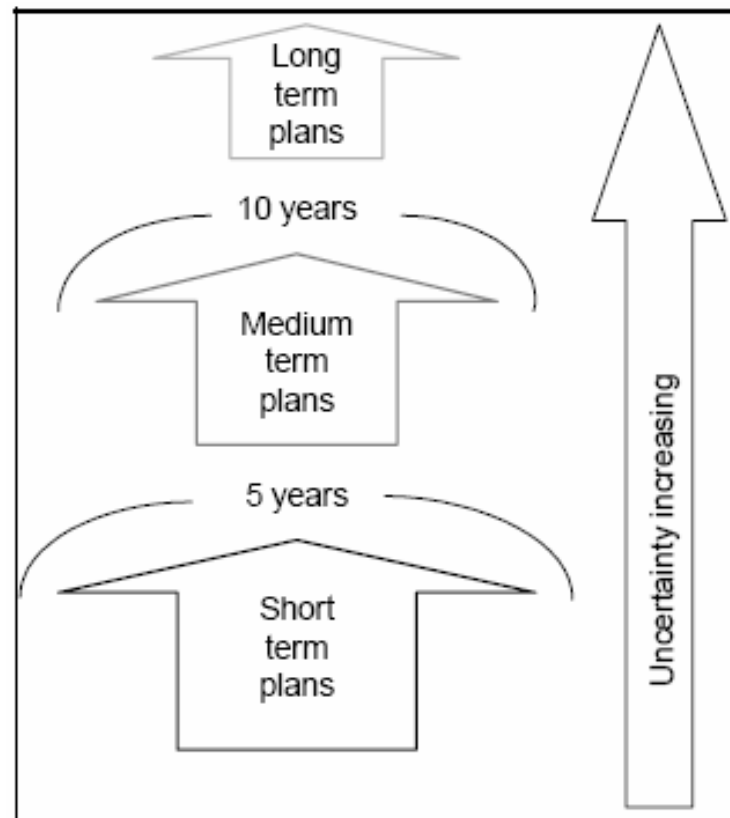 Long
term
plans
10 years
Medium
term
plans
5 years
Short
term
plans
Uncertainty increasing